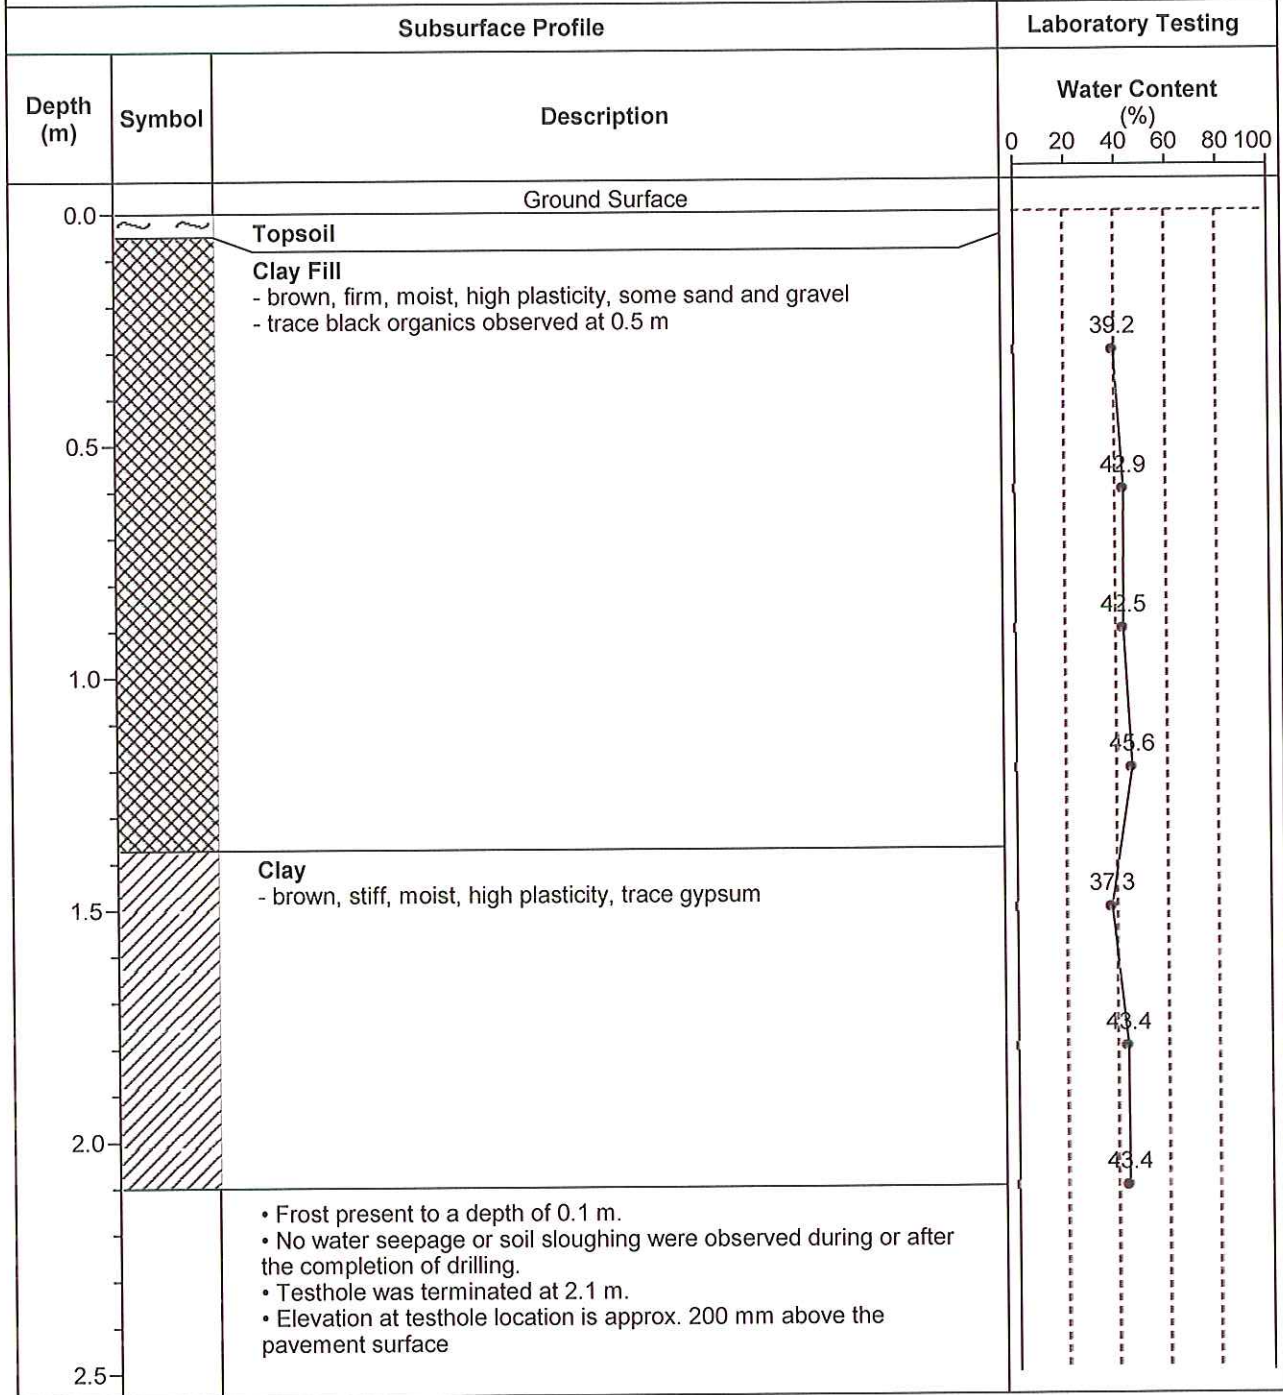 Subsurface Profile
Laboratory Testing
Depth
(m)
Symbol
Description
Water Content
(%)
0 20 40 60 80 100
Ground Surface
0.0
Topsoil
Clay Fill
- brown, firm, moist, high plasticity, some sand and gravel
- trace black organics observed at 0.5 m
39.2
0.5
42.9
42.5
1.0
45.6
Clay
- brown, stiff, moist, high plasticity, trace gypsum
37.3
1.5
43.4
2.0
43.4
• Frost present to a depth of 0.1 m.
• No water seepage or soil sloughing were observed during or after
the completion of drilling.
• Testhole was terminated at 2.1 m.
• Elevation at testhole location is approx. 200 mm above the
pavement surface
2.5